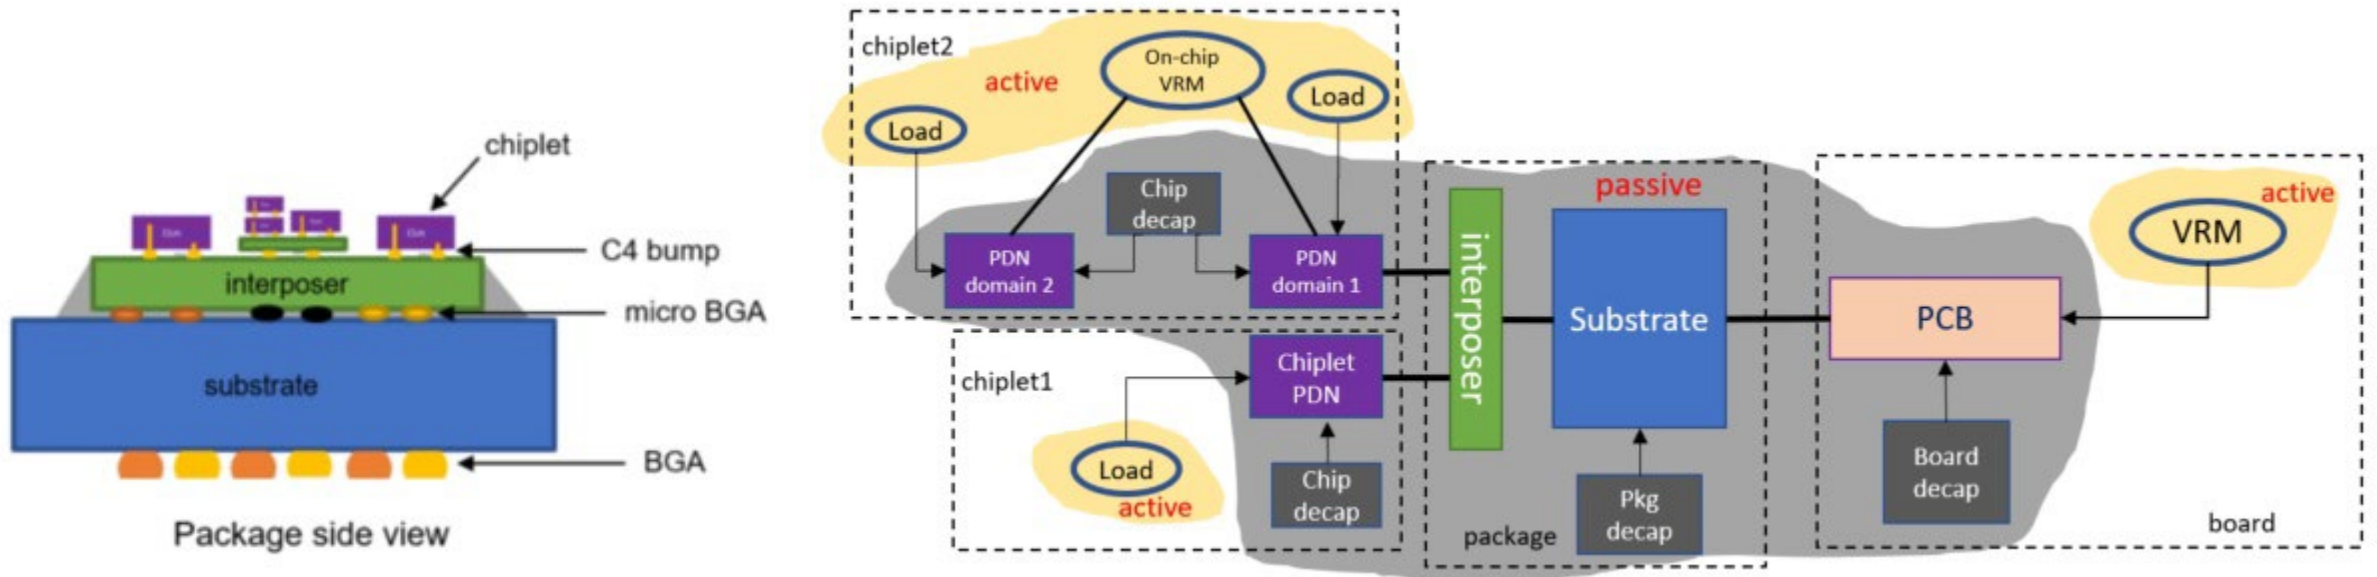 chiplet
C4 bump
interposer
micro BGA
substrate
BGA
Package side view
chiplet2
active
On-chip
VRM
Load
Load
Chip
decap
PDN
domain 2
PDN
domain 1
chiplet1
Chiplet
PDN
Load
active
Chip
decap
interposer
passive
Substrate
Pkg
decap
package
active
VRM
PCB
Board
decap
board